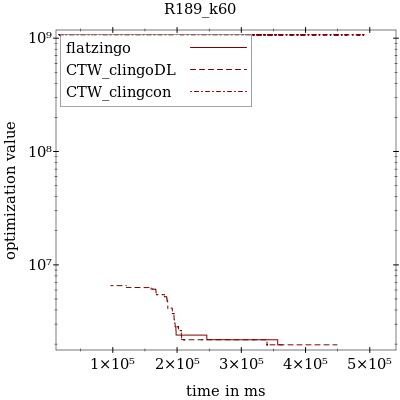 R189_k60
optimization value
10⁹
10⁸
10⁷
flatzingo
CTW_clingoDL
CTW_clingcon
1×10⁵ 2×10⁵ 3×10⁵ 4×10⁵ 5×10⁵
time in ms